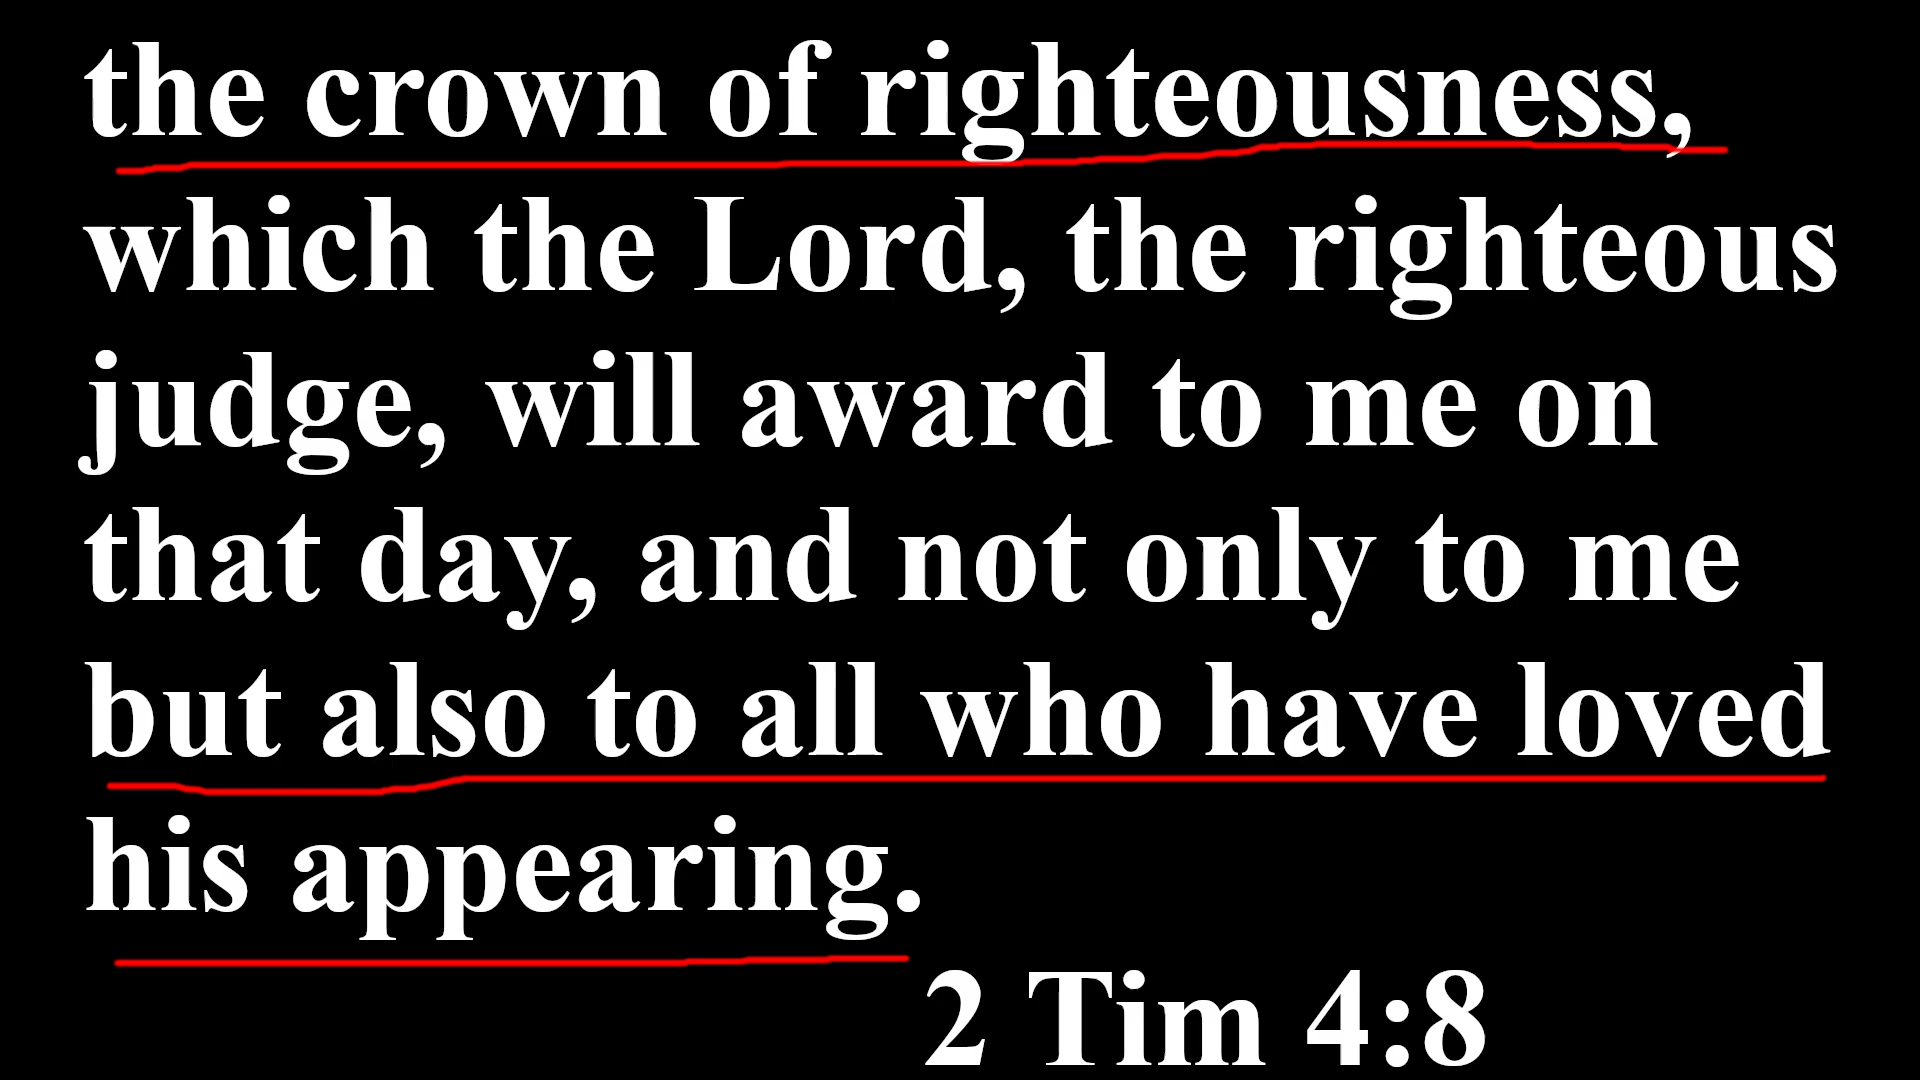 the crown of righteousness,
which the Lord, the righteous
judge, will award to me on
that day, and not only to me
but also to all who have loved
his appearing.
2 Tim 4:8